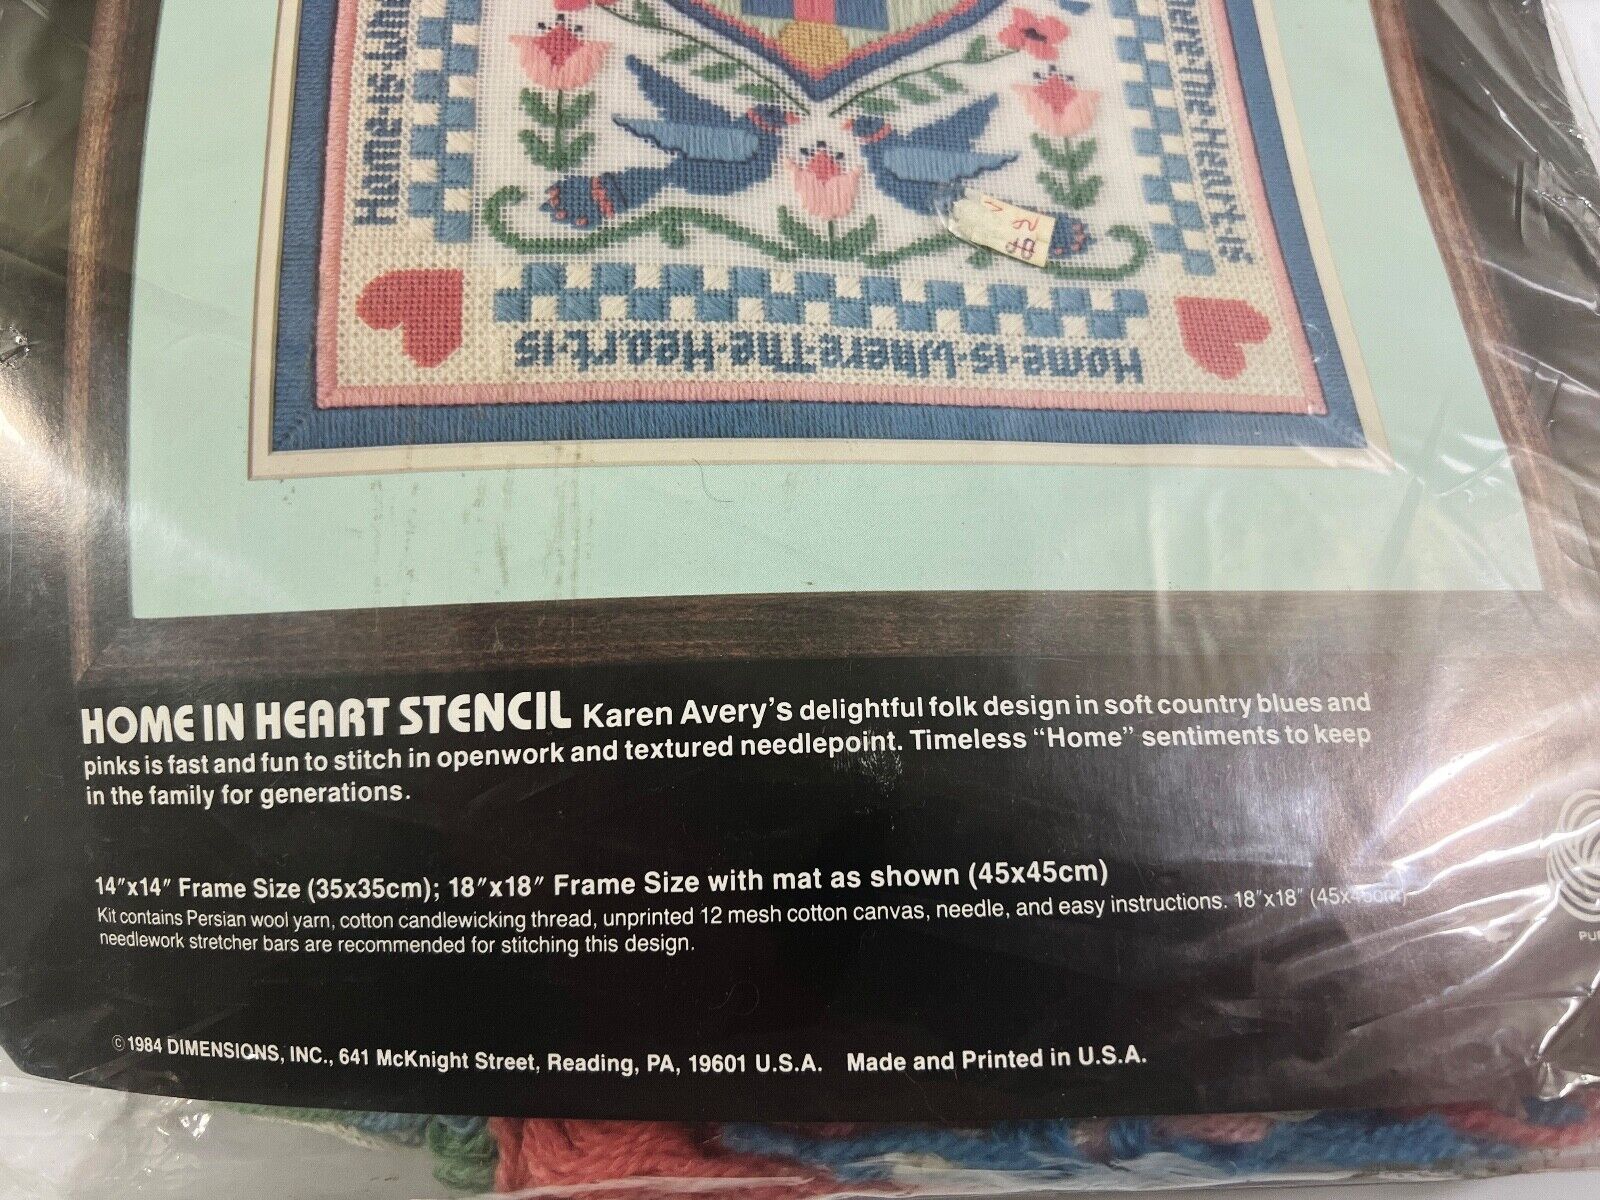 Home·is·Whe
Where·The·Heart·is
$2
Home·is·Where·The·Heart·is
HOME IN HEART STENCIL Karen Avery's delightful folk design in soft country blues and
pinks is fast and fun to stitch in openwork and textured needlepoint. Timeless “Home” sentiments to keep
in the family for generations.
14″x14″ Frame Size (35x35cm); 18″x18″ Frame Size with mat as shown (45x45cm)
Kit contains Persian wool yarn, cotton candlewicking thread, unprinted 12 mesh cotton canvas, needle, and easy instructions. 18″x18″ (45x45cm)
needlework stretcher bars are recommended for stitching this design.
©1984 DIMENSIONS, INC., 641 McKnight Street, Reading, PA, 19601 U.S.A. Made and Printed in U.S.A.